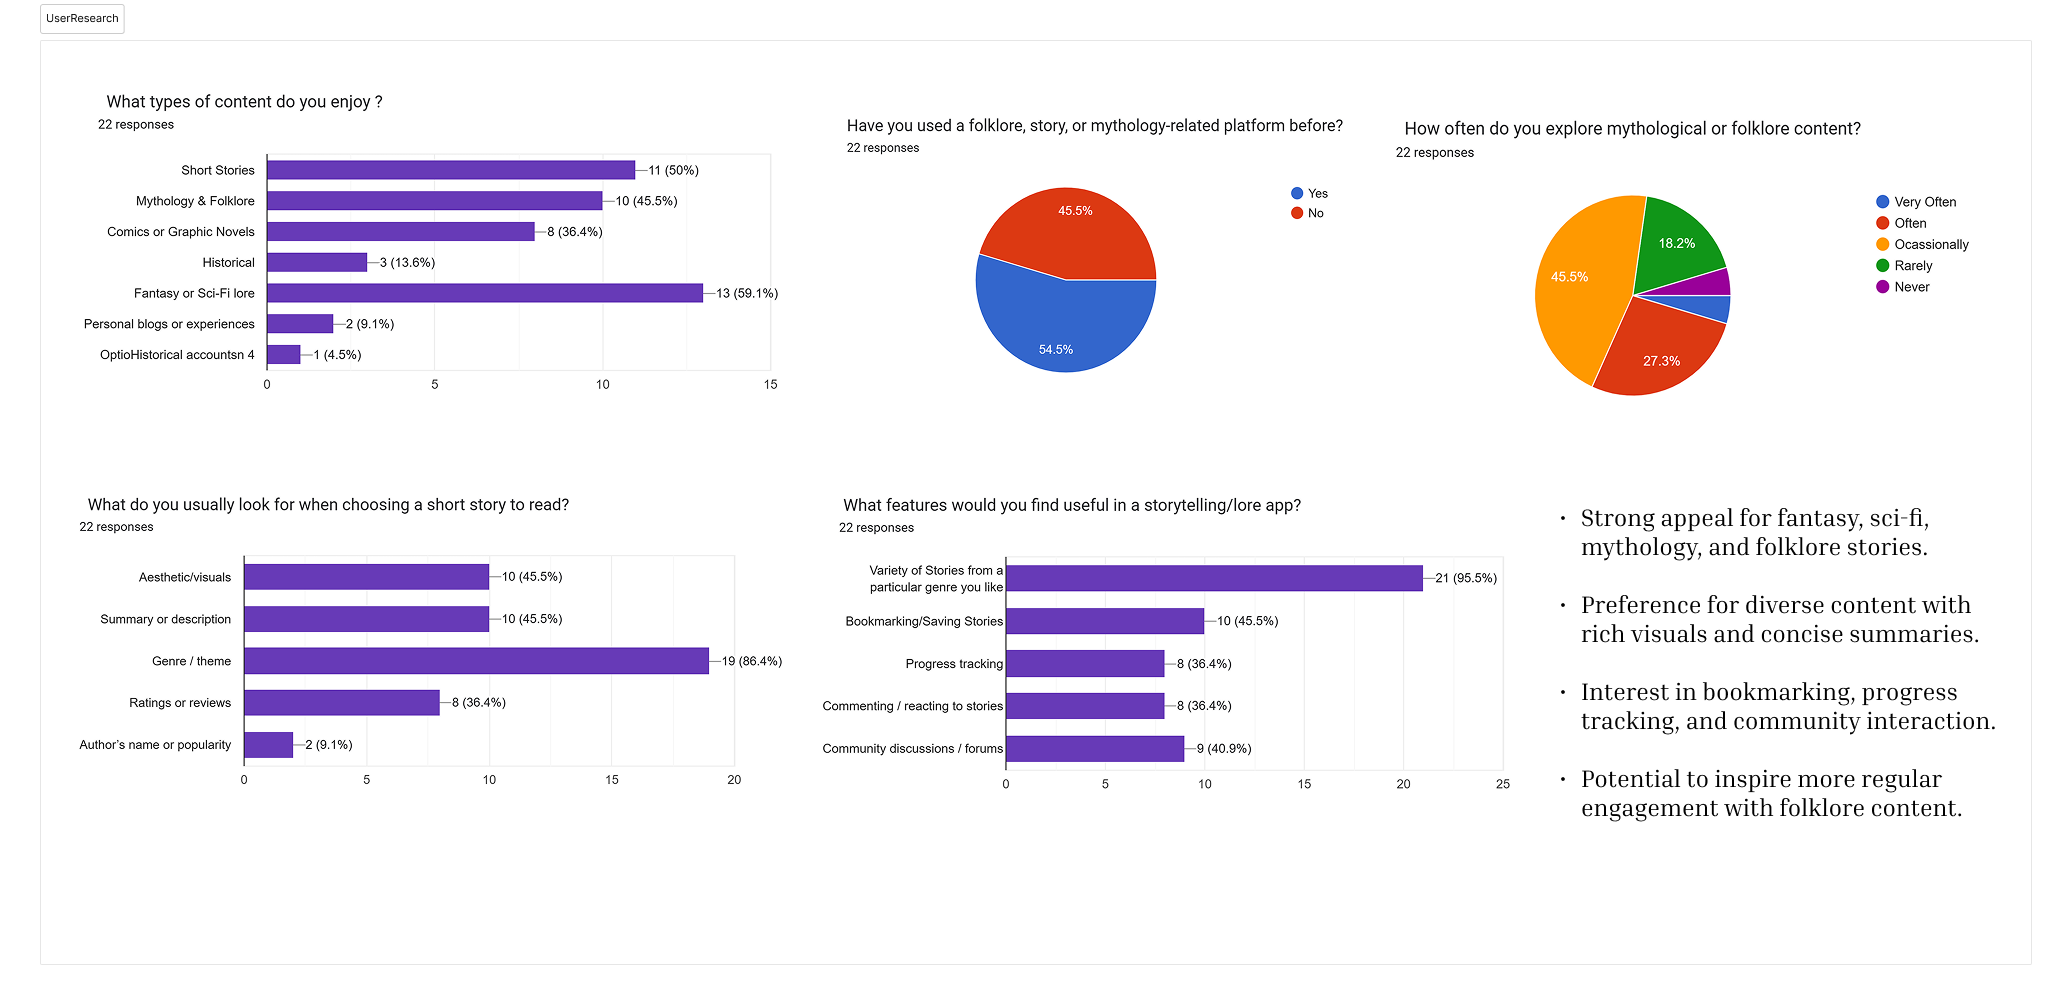 UserResearch
What types of content do you enjoy ?
22 responses
Short Stories
11 (50%)
Mythology & Folklore
10 (45.5%)
Comics or Graphic Novels
8 (36.4%)
Historical
3 (13.6%)
Fantasy or Sci-Fi lore
13 (59.1%)
Personal blogs or experiences
2 (9.1%)
OptioHistorical accountsn 4
1 (4.5%)
0
5
10
15
Have you used a folklore, story, or mythology-related platform before?
22 responses
Yes
No
45.5%
54.5%
How often do you explore mythological or folklore content?
22 responses
Very Often
Often
Ocassionally
Rarely
Never
18.2%
45.5%
27.3%
What do you usually look for when choosing a short story to read?
22 responses
Aesthetic/visuals
10 (45.5%)
Summary or description
10 (45.5%)
Genre / theme
19 (86.4%)
Ratings or reviews
8 (36.4%)
Author's name or popularity
2 (9.1%)
0
5
10
15
20
What features would you find useful in a storytelling/lore app?
22 responses
Variety of Stories from a
particular genre you like
21 (95.5%)
Bookmarking/Saving Stories
10 (45.5%)
Progress tracking
8 (36.4%)
Commenting / reacting to stories
8 (36.4%)
Community discussions / forums
9 (40.9%)
0
5
10
15
20
25
• Strong appeal for fantasy, sci-fi,
mythology, and folklore stories.
• Preference for diverse content with
rich visuals and concise summaries.
• Interest in bookmarking, progress
tracking, and community interaction.
• Potential to inspire more regular
engagement with folklore content.